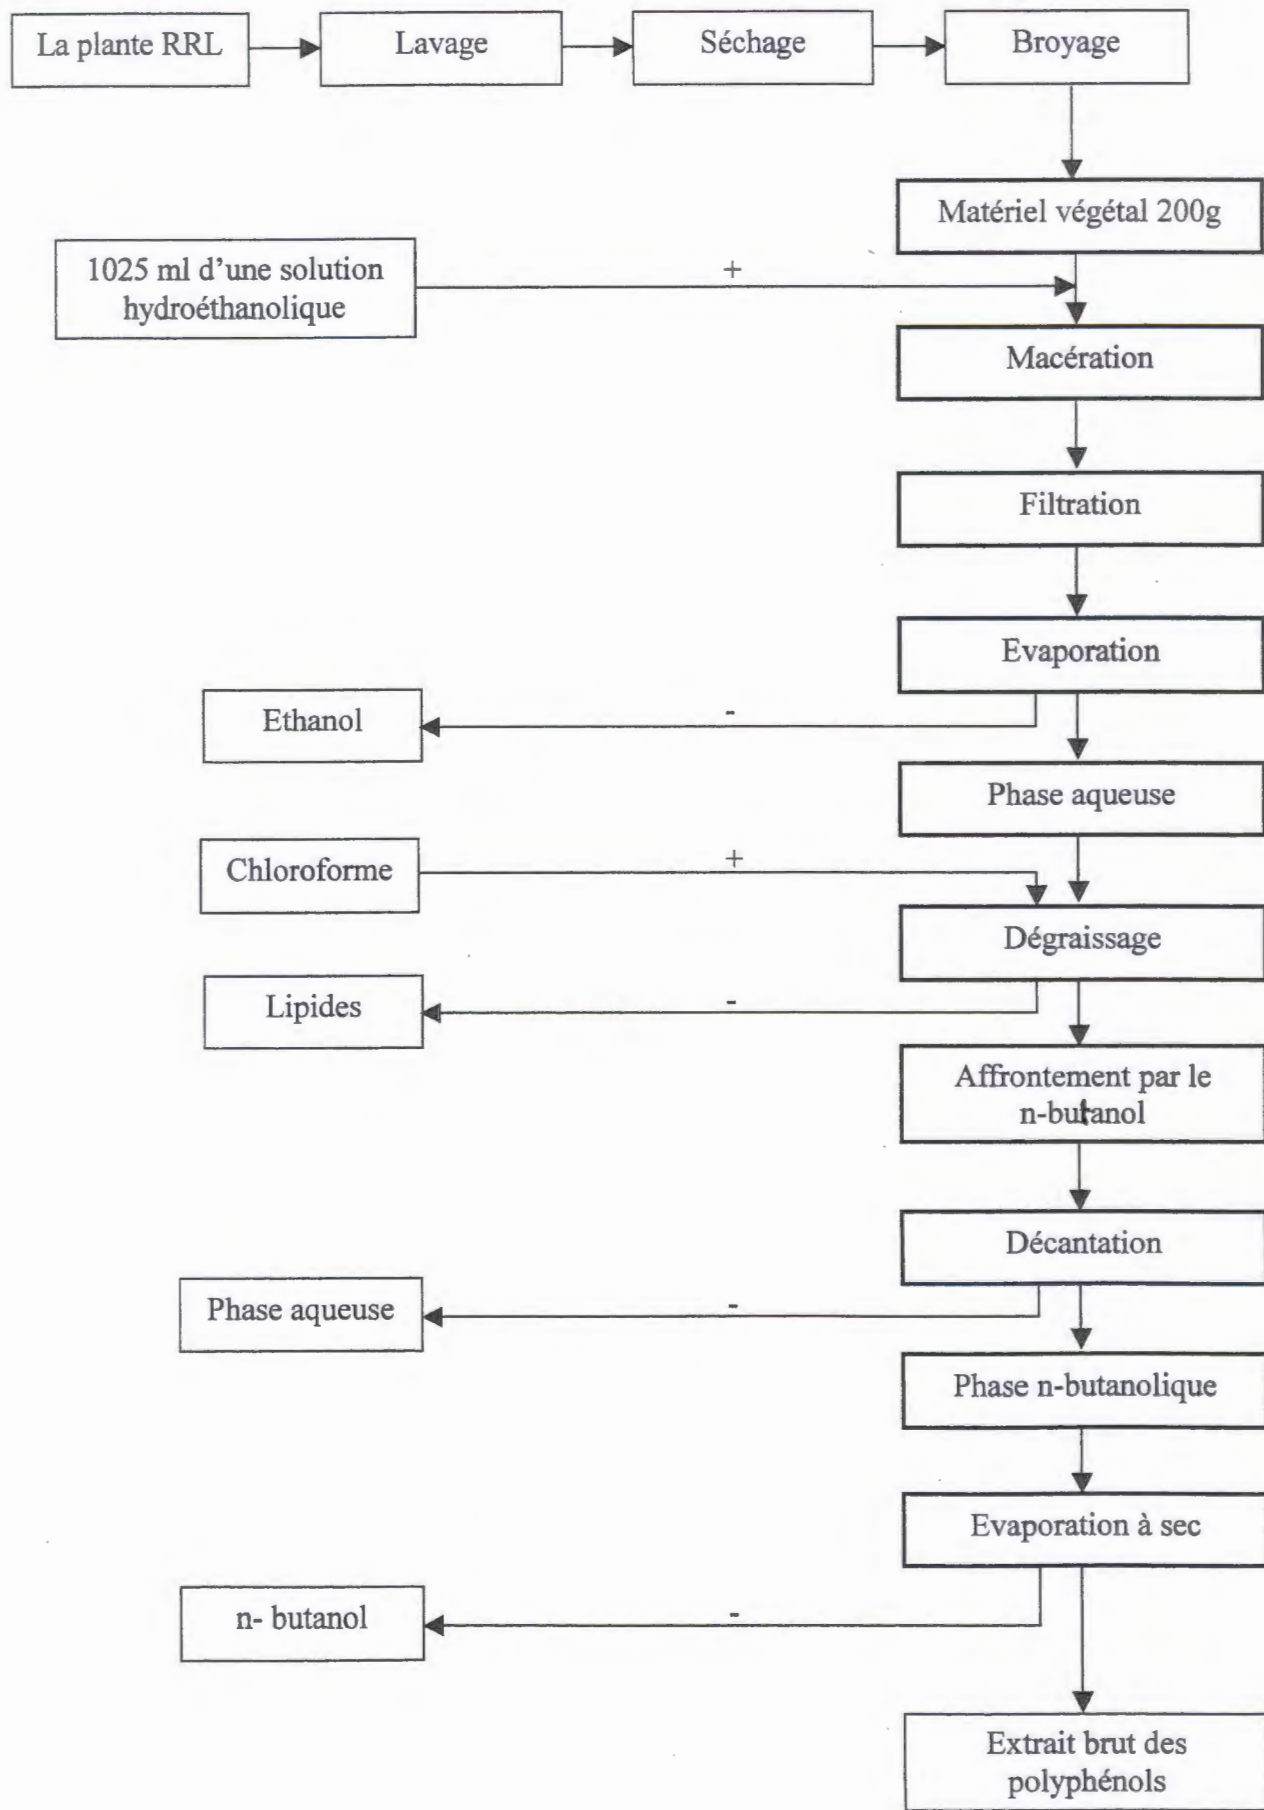 La plante RRL
Lavage
Séchage
Broyage
Matériel végétal 200g
1025 ml d'une solution
hydroéthanolique
+
Macération
Filtration
Evaporation
Ethanol
-
Phase aqueuse
Chloroforme
+
Dégraissage
Lipides
-
Affrontement par le
n-butanol
Décantation
Phase aqueuse
-
Phase n-butanolique
Evaporation à sec
n- butanol
-
Extrait brut des
polyphénols